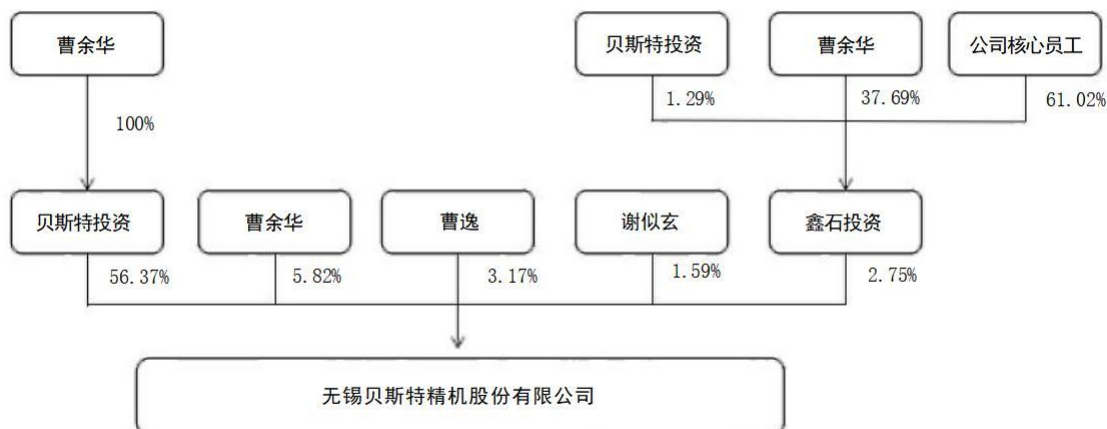 曹余华
贝斯特投资
曹余华
公司核心员工
100%
1.29%
37.69%
61.02%
贝斯特投资
曹余华
曹逸
谢似玄
鑫石投资
56.37%
5.82%
3.17%
1.59%
2.75%
无锡贝斯特精机股份有限公司